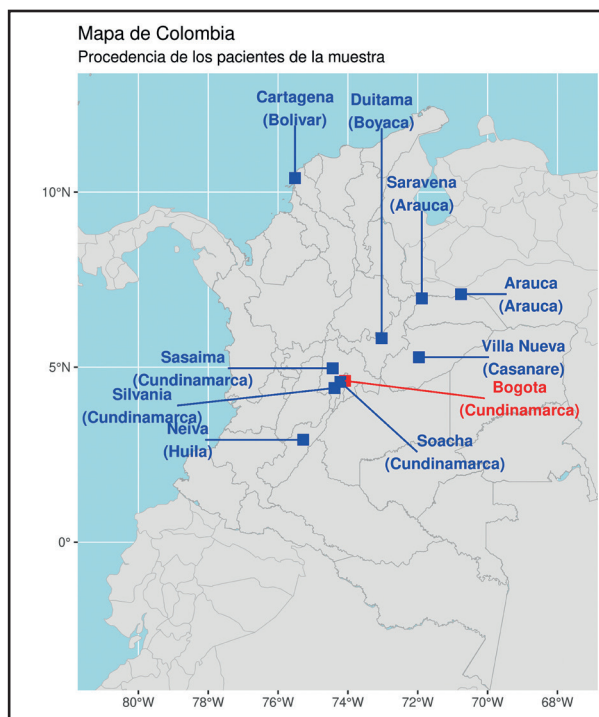 Mapa de Colombia
Procedencia de los pacientes de la muestra
Cartagena
(Bolivar)
Duitama
(Boyaca)
Saravena
(Arauca)
Arauca
(Arauca)
Villa Nueva
(Casanare)
Bogota
(Cundinamarca)
Sasaima
(Cundinamarca)
Silvania
(Cundinamarca)
Neiva
(Huila)
Soacha
(Cundinamarca)
10°N
5°N
0°
80°W
78°W
76°W
74°W
72°W
70°W
68°W